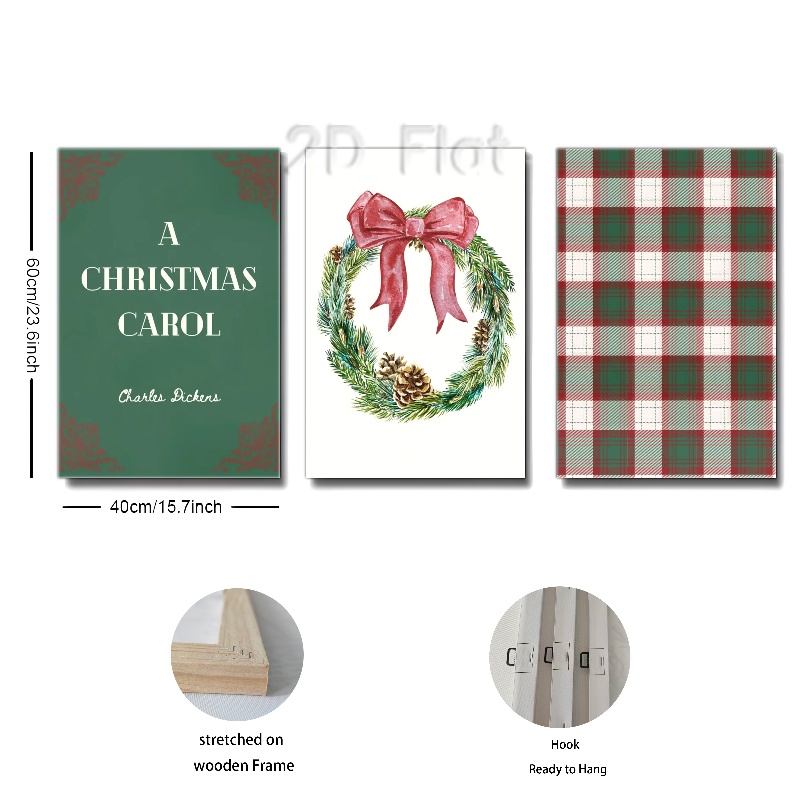 2D Flat
A
CHRISTMAS
CAROL
Charles Dickens
60cm/23.6inch
40cm/15.7inch
stretched on
wooden Frame
Hook
Ready to Hang